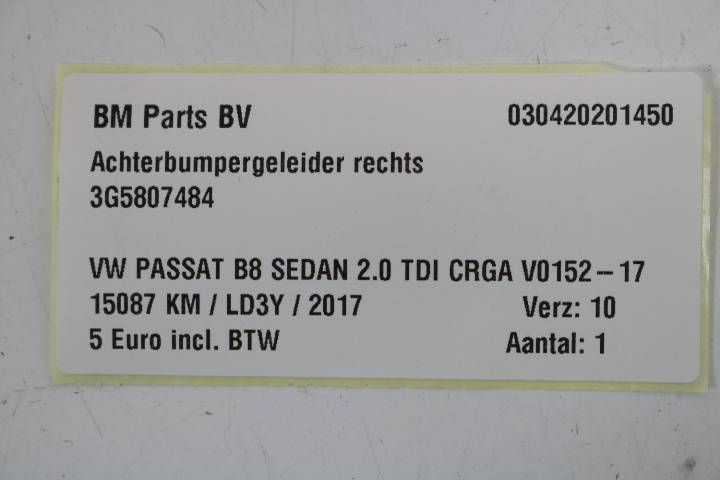 BM Parts BV 030420201450
Achterbumpergeleider rechts
3G5807484
VW PASSAT B8 SEDAN 2.0 TDI CRGA V0152-17
15087 KM / LD3Y / 2017 Verz: 10
5 Euro incl. BTW Aantal: 1